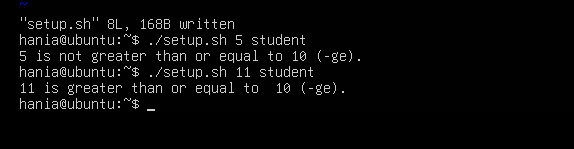 ~
"setup.sh" 8L, 168B written
hania@ubuntu:~$ ./setup.sh 5 student
5 is not greater than or equal to 10 (-ge).
hania@ubuntu:~$ ./setup.sh 11 student
11 is greater than or equal to  10 (-ge).
hania@ubuntu:~$ _